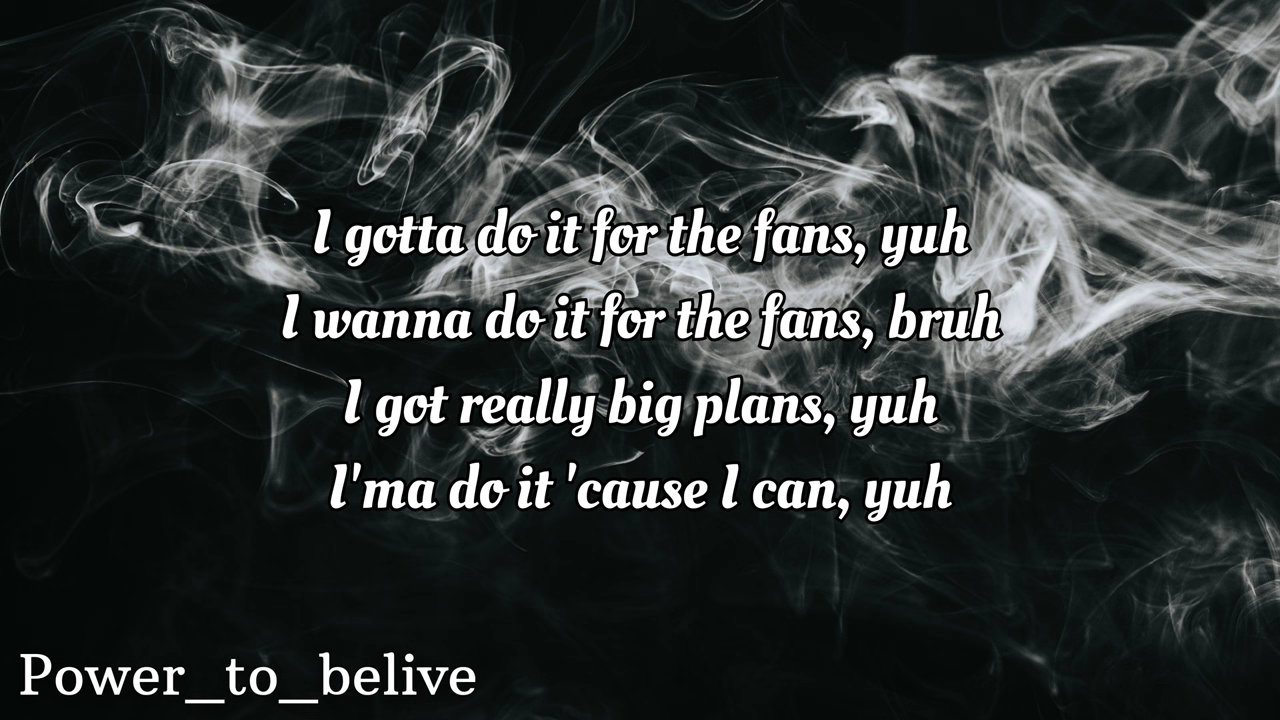 I gotta do it for the fans, yuh
I wanna do it for the fans, bruh
I got really big plans, yuh
I'ma do it 'cause I can, yuh
Power_to_belive